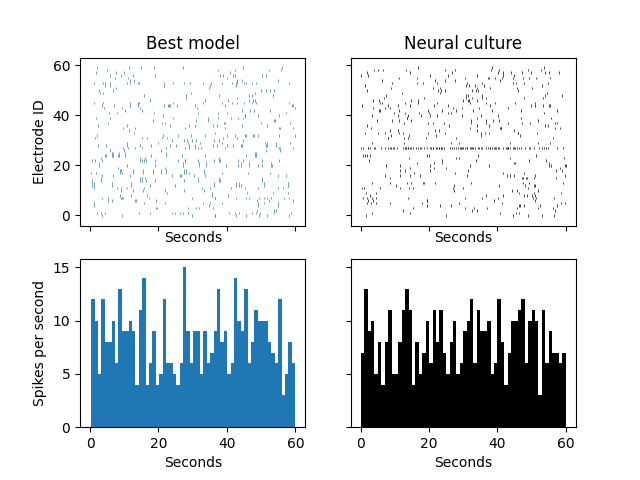 Best model
Neural culture
60
40
20
0
Electrode ID
Seconds
Seconds
15
10
5
0
Spikes per second
0 20 40 60
Seconds
0 20 40 60
Seconds